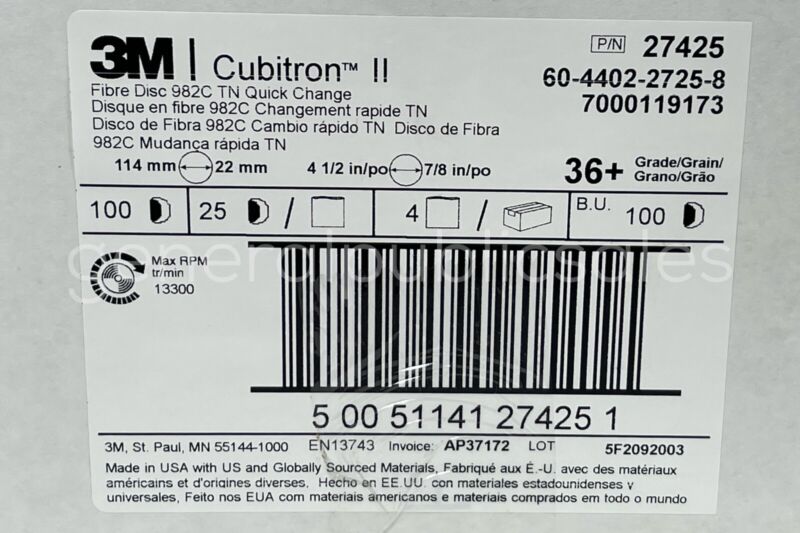 3M | Cubitron™ II
P/N 27425
60-4402-2725-8
7000119173
Fibre Disc 982C TN Quick Change
Disque en fibre 982C Changement rapide TN
Disco de Fibra 982C Cambio rápido TN Disco de Fibra
982C Mudança rápida TN
114 mm 22 mm 4 1/2 in/po 7/8 in/po 36+ Grade/Grain/
Grano/Grão
100 25 / 4 / B.U. 100
generalpublicsales
Max RPM
tr/min
13300
5 00 51141 27425 1
3M, St. Paul, MN 55144-1000 EN13743 Invoice: AP37172 LOT 5F2092003
Made in USA with US and Globally Sourced Materials, Fabriqué aux É.-U. avec des matériaux
américains et d'origines diverses, Hecho en EE.UU. con materiales estadounidenses y
universales, Feito nos EUA com materiais americanos e materiais comprados em todo o mundo